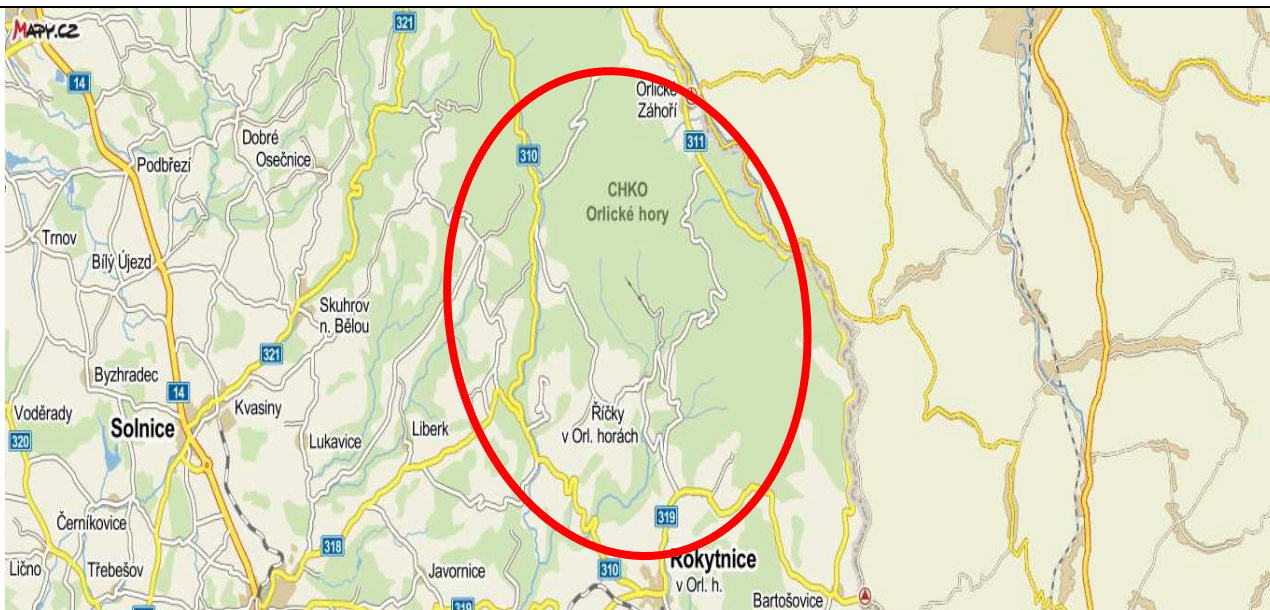 MAPY.CZ
321
14
Orlické
Záhoří
311
Dobré
Osečnice
310
Podbřezí
CHKO
Orlické hory
Trnov
Bílý Újezd
Skuhrov
n. Bělou
321
Byzhradec
14
Kvasiny
Voděrady
Solnice
320
Lukavice
Liberk
Říčky
v Orl. horách
Černíkovice
319
318
Rokytnice
v Orl. h.
310
Lično
Třebešov
Javornice
Bartošovice
319